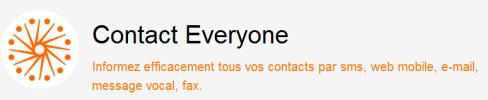 Contact Everyone
Informez efficacement tous vos contacts par sms, web mobile, e-mail,
message vocal, fax.